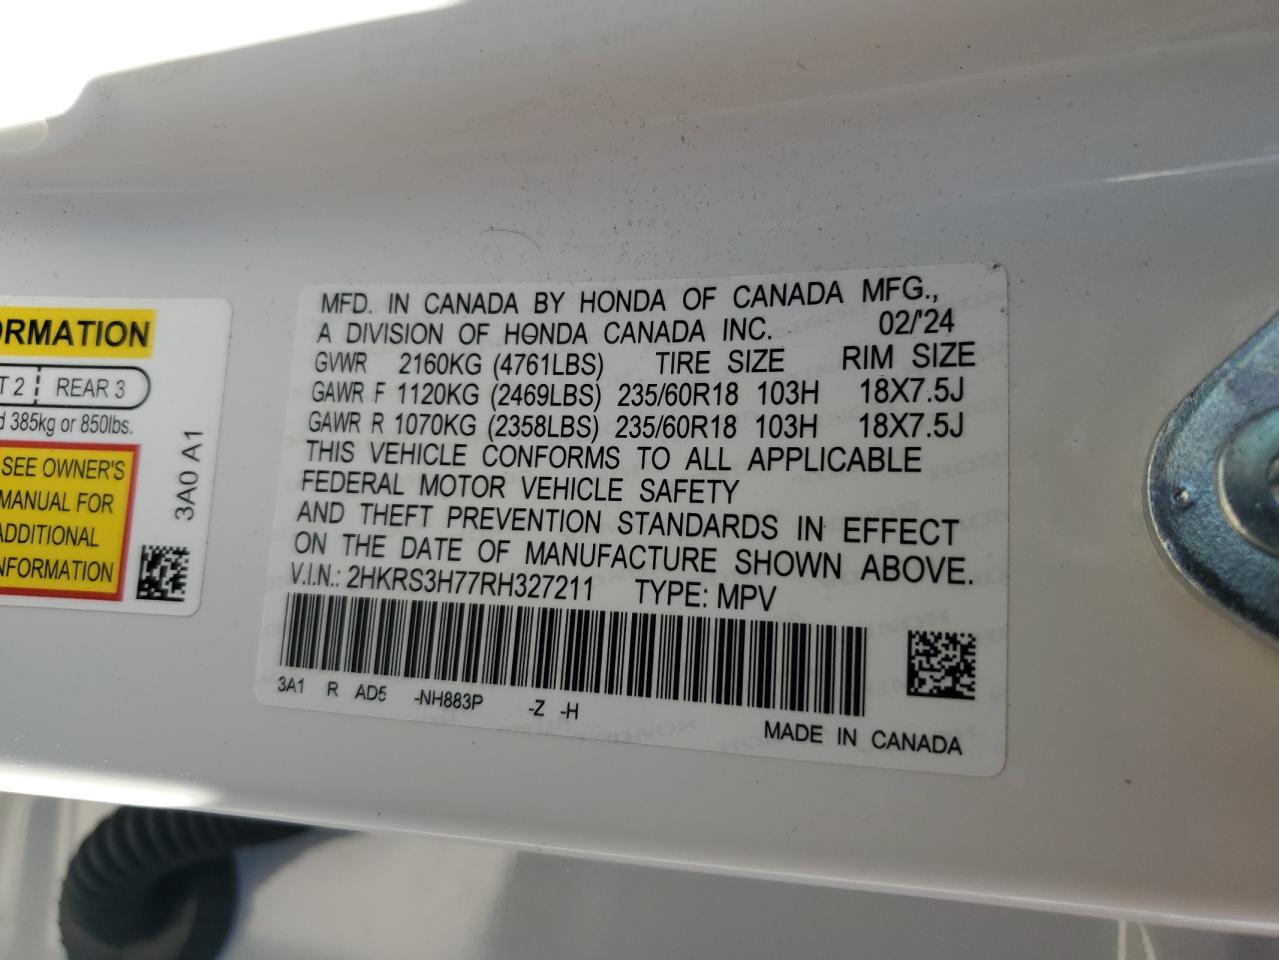 ORMATION
T 2 REAR 3
d 385kg or 850lbs.
SEE OWNER'S
MANUAL FOR
ADDITIONAL
NFORMATION
3A0 A1
MFD. IN CANADA BY HONDA OF CANADA MFG.,
A DIVISION OF HONDA CANADA INC. 02/'24
GVWR 2160KG (4761LBS) TIRE SIZE RIM SIZE
GAWR F 1120KG (2469LBS) 235/60R18 103H 18X7.5J
GAWR R 1070KG (2358LBS) 235/60R18 103H 18X7.5J
THIS VEHICLE CONFORMS TO ALL APPLICABLE
FEDERAL MOTOR VEHICLE SAFETY
AND THEFT PREVENTION STANDARDS IN EFFECT
ON THE DATE OF MANUFACTURE SHOWN ABOVE.
V.I.N.: 2HKRS3H77RH327211 TYPE: MPV
3A1 R AD5 -NH883P -Z -H
MADE IN CANADA